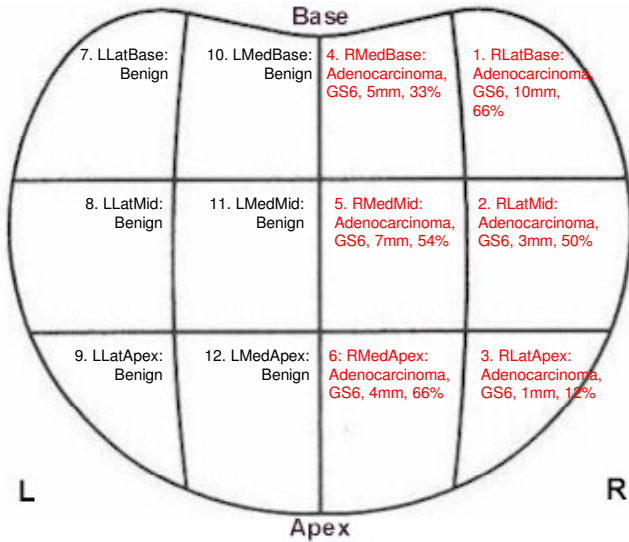 Base
7. LLatBase:
Benign
10. LMedBase:
Benign
4. RMedBase:
Adenocarcinoma,
GS6, 5mm, 33%
1. RLatBase:
Adenocarcinoma,
GS6, 10mm,
66%
8. LLatMid:
Benign
11. LMedMid:
Benign
5. RMedMid:
Adenocarcinoma,
GS6, 7mm, 54%
2. RLatMid:
Adenocarcinoma,
GS6, 3mm, 50%
9. LLatApex:
Benign
12. LMedApex:
Benign
6: RMedApex:
Adenocarcinoma,
GS6, 4mm, 66%
3. RLatApex:
Adenocarcinoma,
GS6, 1mm, 12%
L
R
Apex